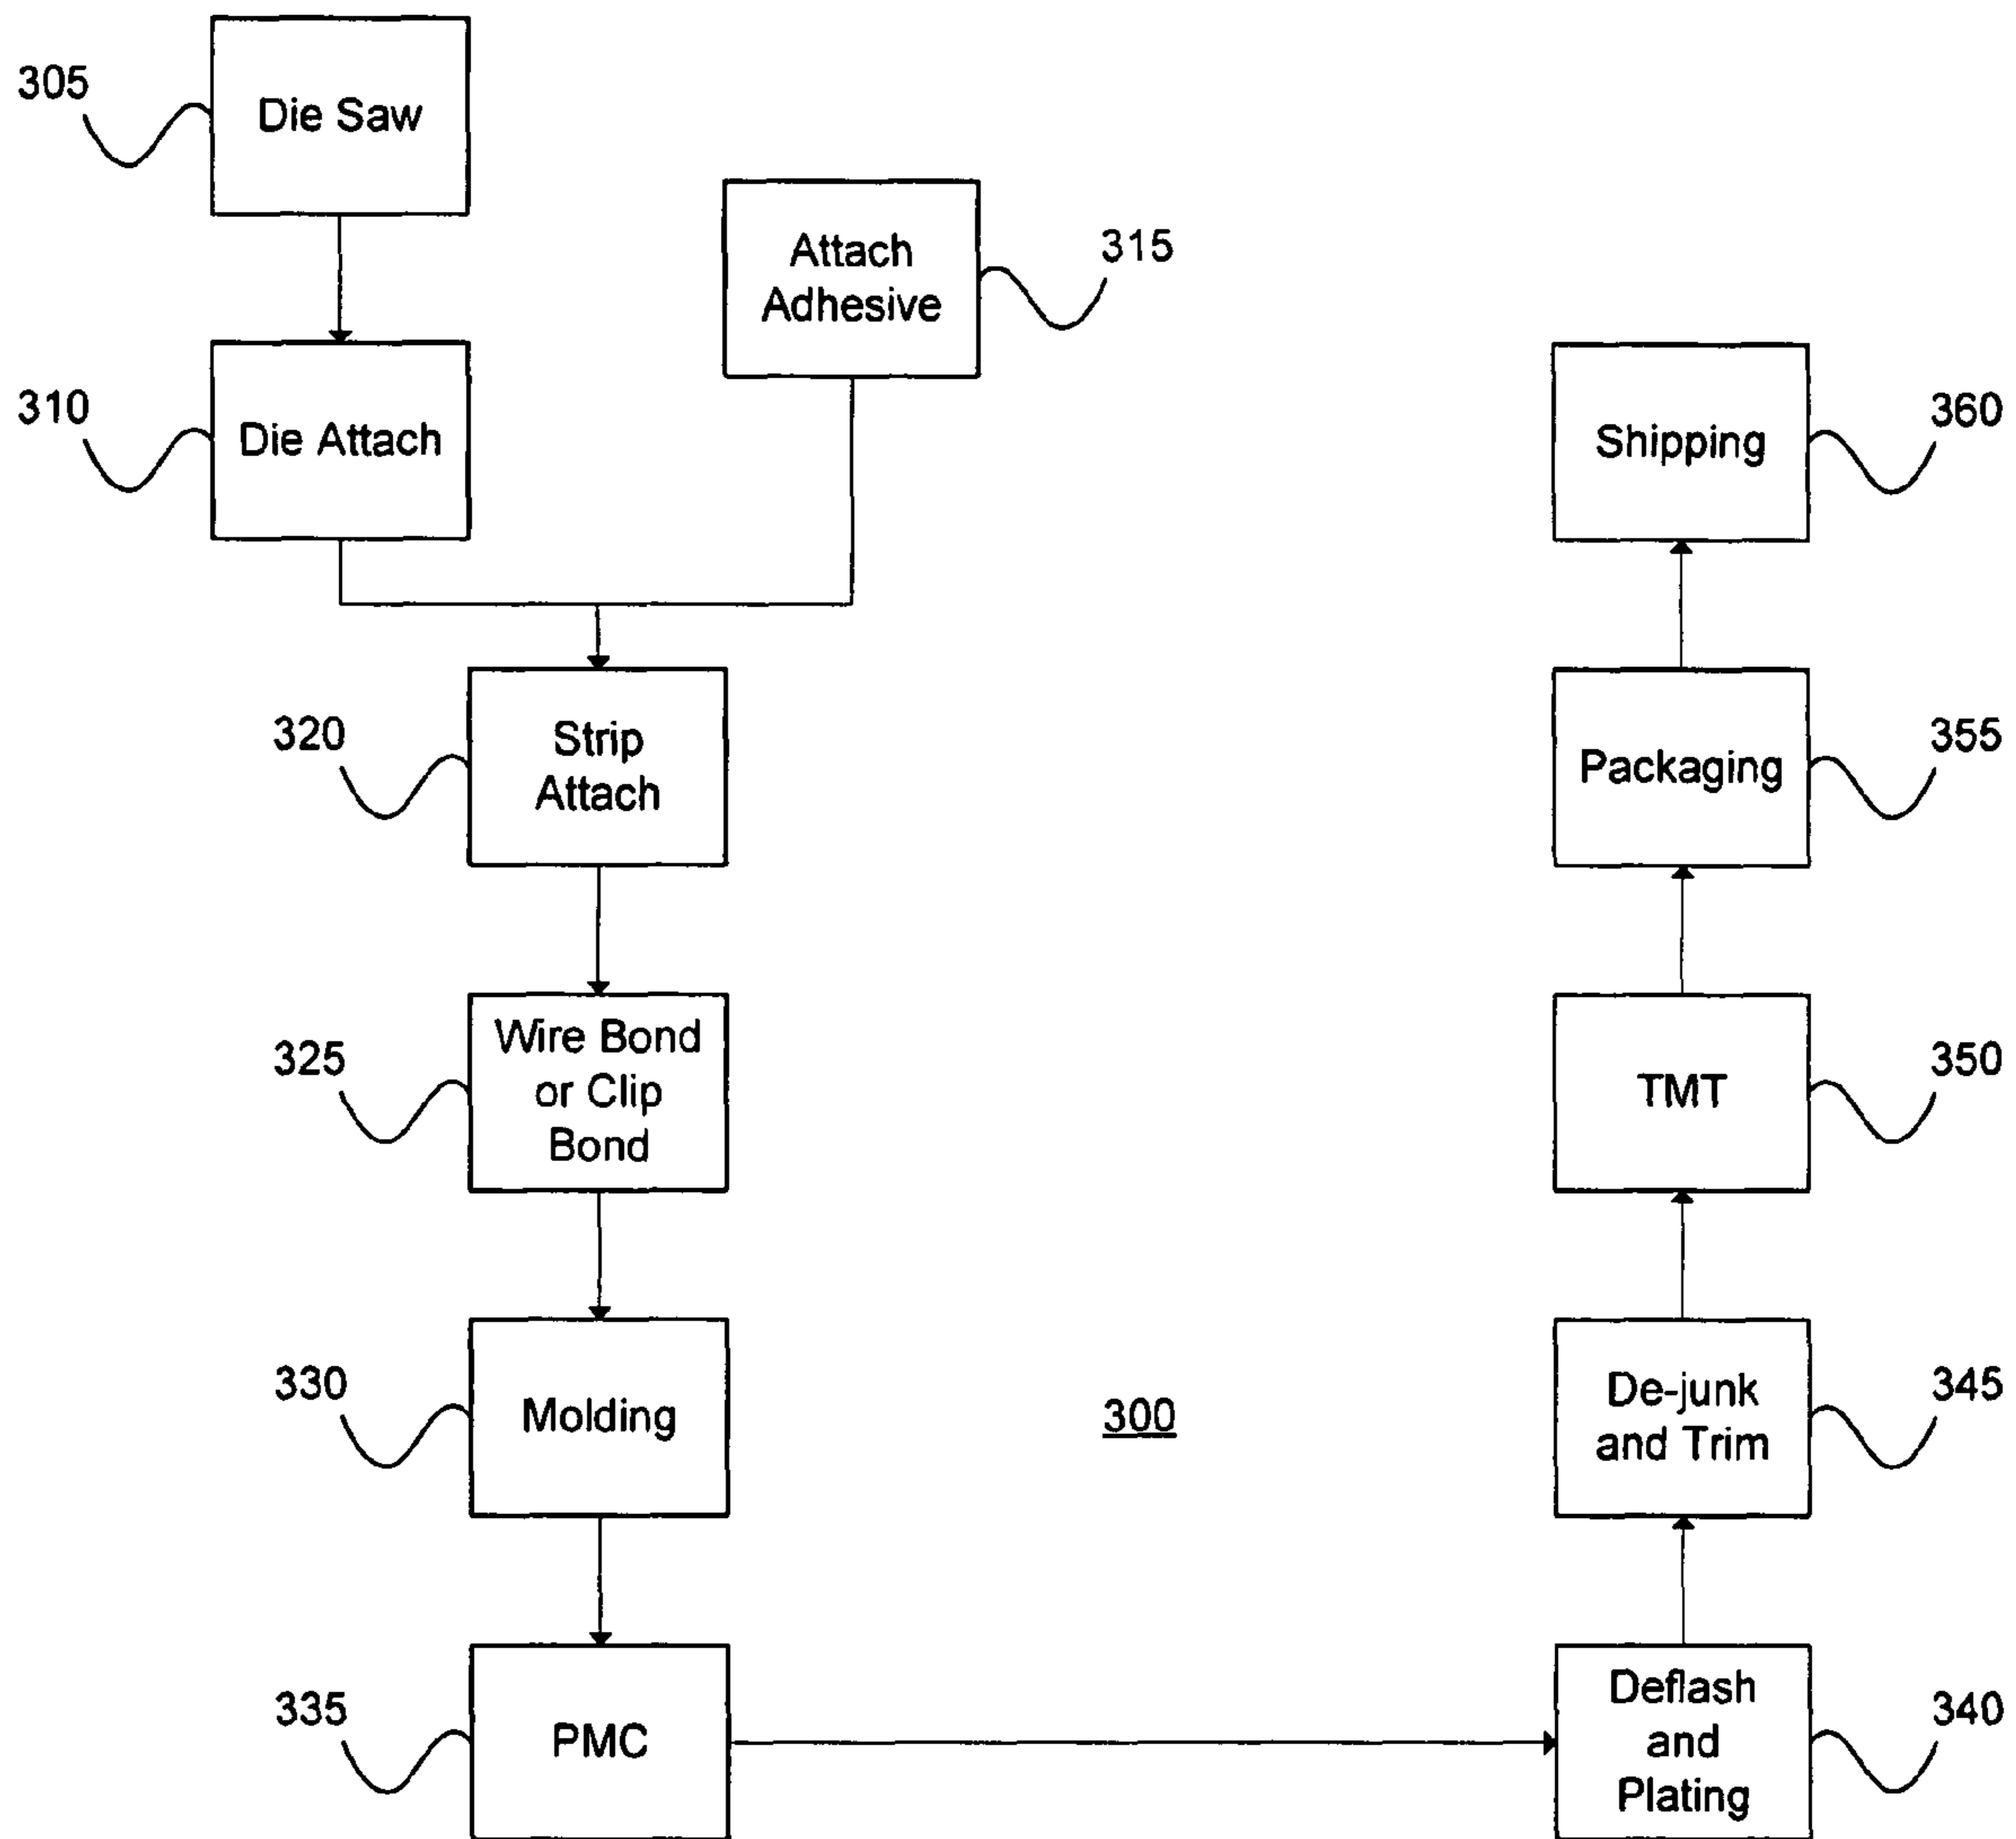 305
Die Saw
315
Attach
Adhesive
310
Die Attach
360
Shipping
320
Strip
Attach
355
Packaging
325
Wire Bond
or Clip
Bond
350
TMT
330
Molding
300
345
De-junk
and Trim
335
PMC
340
Deflash
and
Plating